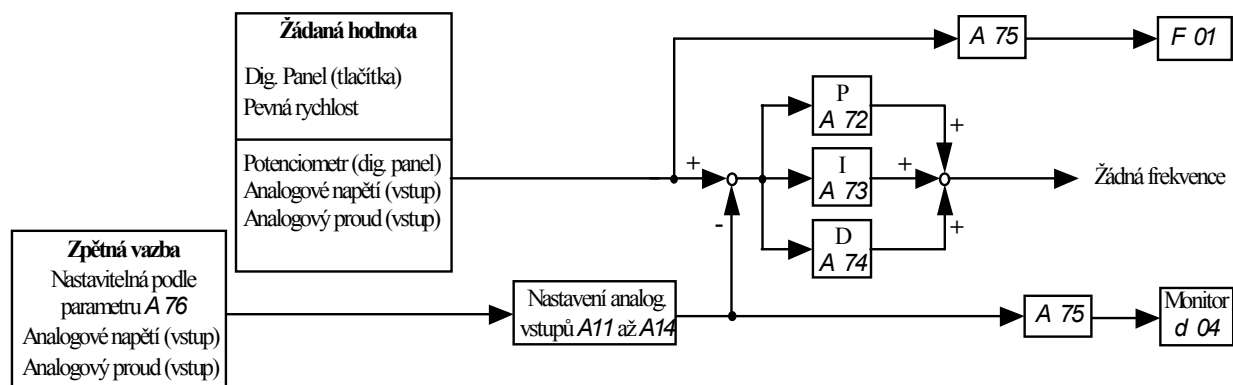 Žádaná hodnota
Dig. Panel (tlačítka)
Pevná rychlost
Potenciometr (dig. panel)
Analogové napětí (vstup)
Analogový proud (vstup)
Zpětná vazba
Nastavitelná podle
parametru A 76
Analogové napětí (vstup)
Analogový proud (vstup)
Nastavení analog.
vstupů A11 až A14
+
-
P
A 72
I
A 73
D
A 74
+
+
+
Žádná frekvence
A 75
F 01
A 75
Monitor
d 04